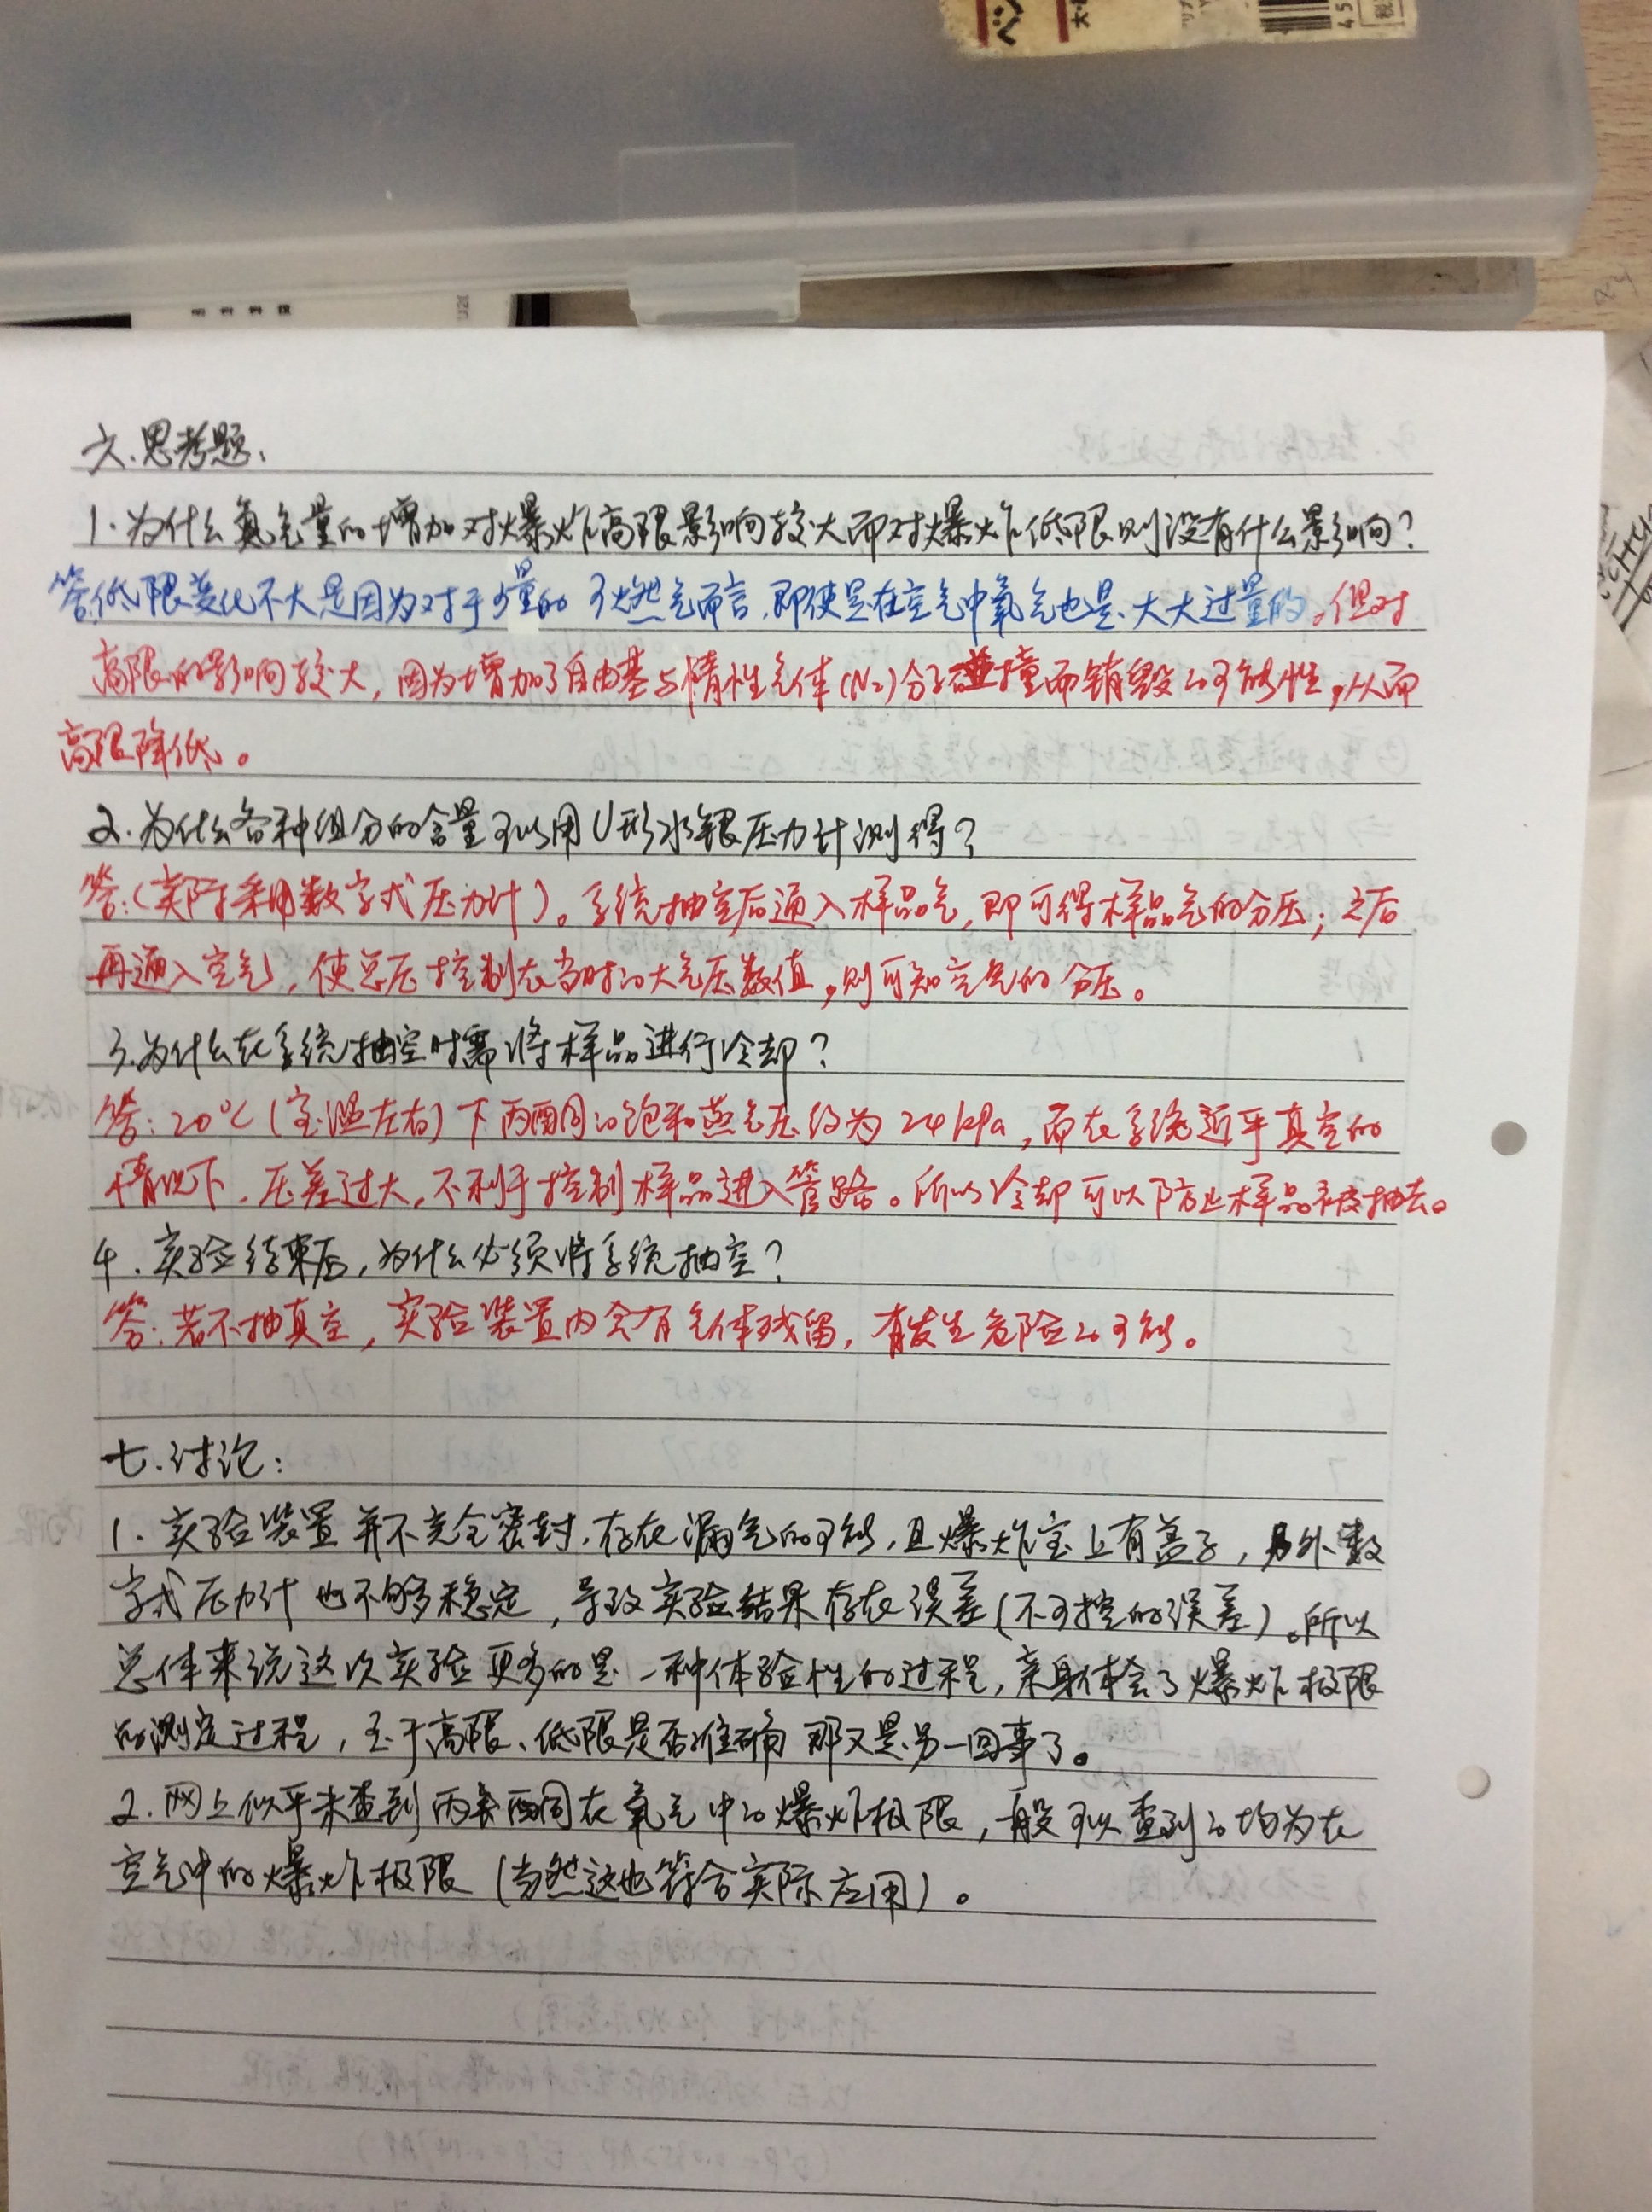 六.思考题:
1.为什么氮气量的增加对爆炸高限影响较大而对爆炸低限则没有什么影响?
答:低限变化不大是因为对于少量的可燃气而言,即使是在空气中氧气也是大大过量的。但对
高限的影响较大,因为增加了自由基与惰性气体(N₂)分子碰撞而销毁的可能性,从而
高限降低。
2.为什么各种组分的含量可以用U形水银压力计测得?
答:(实际采用数字式压力计)。系统抽空后通入样品气,即可得样品气的分压;之后
再通入空气,使总压控制在当时的大气压数值,则可知空气的分压。
3.为什么在系统抽空时需将样品进行冷却?
答:20℃(室温左右)下丙酮的饱和蒸气压约为24kPa,而在系统近乎真空的
情况下,压差过大,不利于控制样品进入管路。所以冷却可以防止样品被抽去。
4.实验结束后,为什么必须将系统抽空?
答:若不抽真空,实验装置内会有气体残留,有发生危险的可能。
七.讨论:
1.实验装置并不完全密封,存在漏气的可能,且爆炸室上有盖子,另外数
字式压力计也不够稳定,导致实验结果存在误差(不可控的误差)。所以
总体来说这次实验更多的是一种体验性的过程,亲身体会了爆炸极限
的测定过程,至于高限、低限是否准确那又是另一回事了。
2.网上似乎未查到丙酮在氧气中的爆炸极限,一般可以查到的均为在
空气中的爆炸极限(当然这也符合实际应用)。